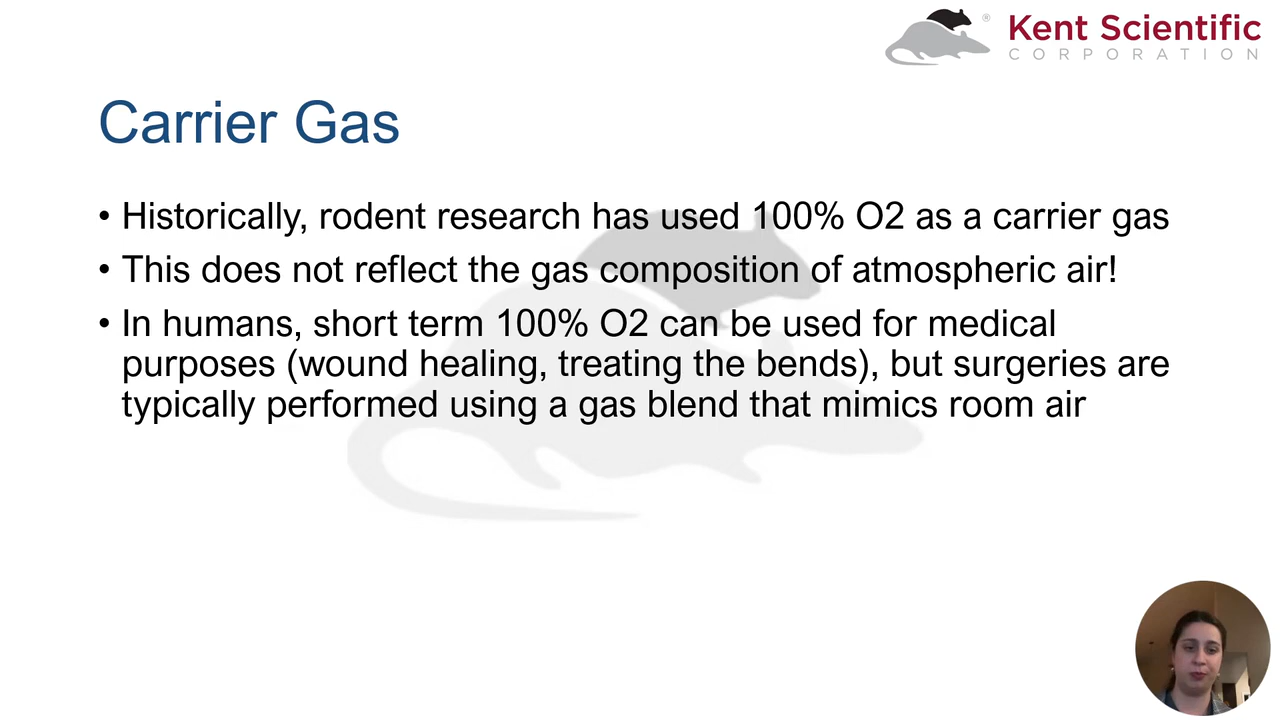 ® Kent Scientific
CORPORATION
Carrier Gas
• Historically, rodent research has used 100% O2 as a carrier gas
• This does not reflect the gas composition of atmospheric air!
• In humans, short term 100% O2 can be used for medical
purposes (wound healing, treating the bends), but surgeries are
typically performed using a gas blend that mimics room air